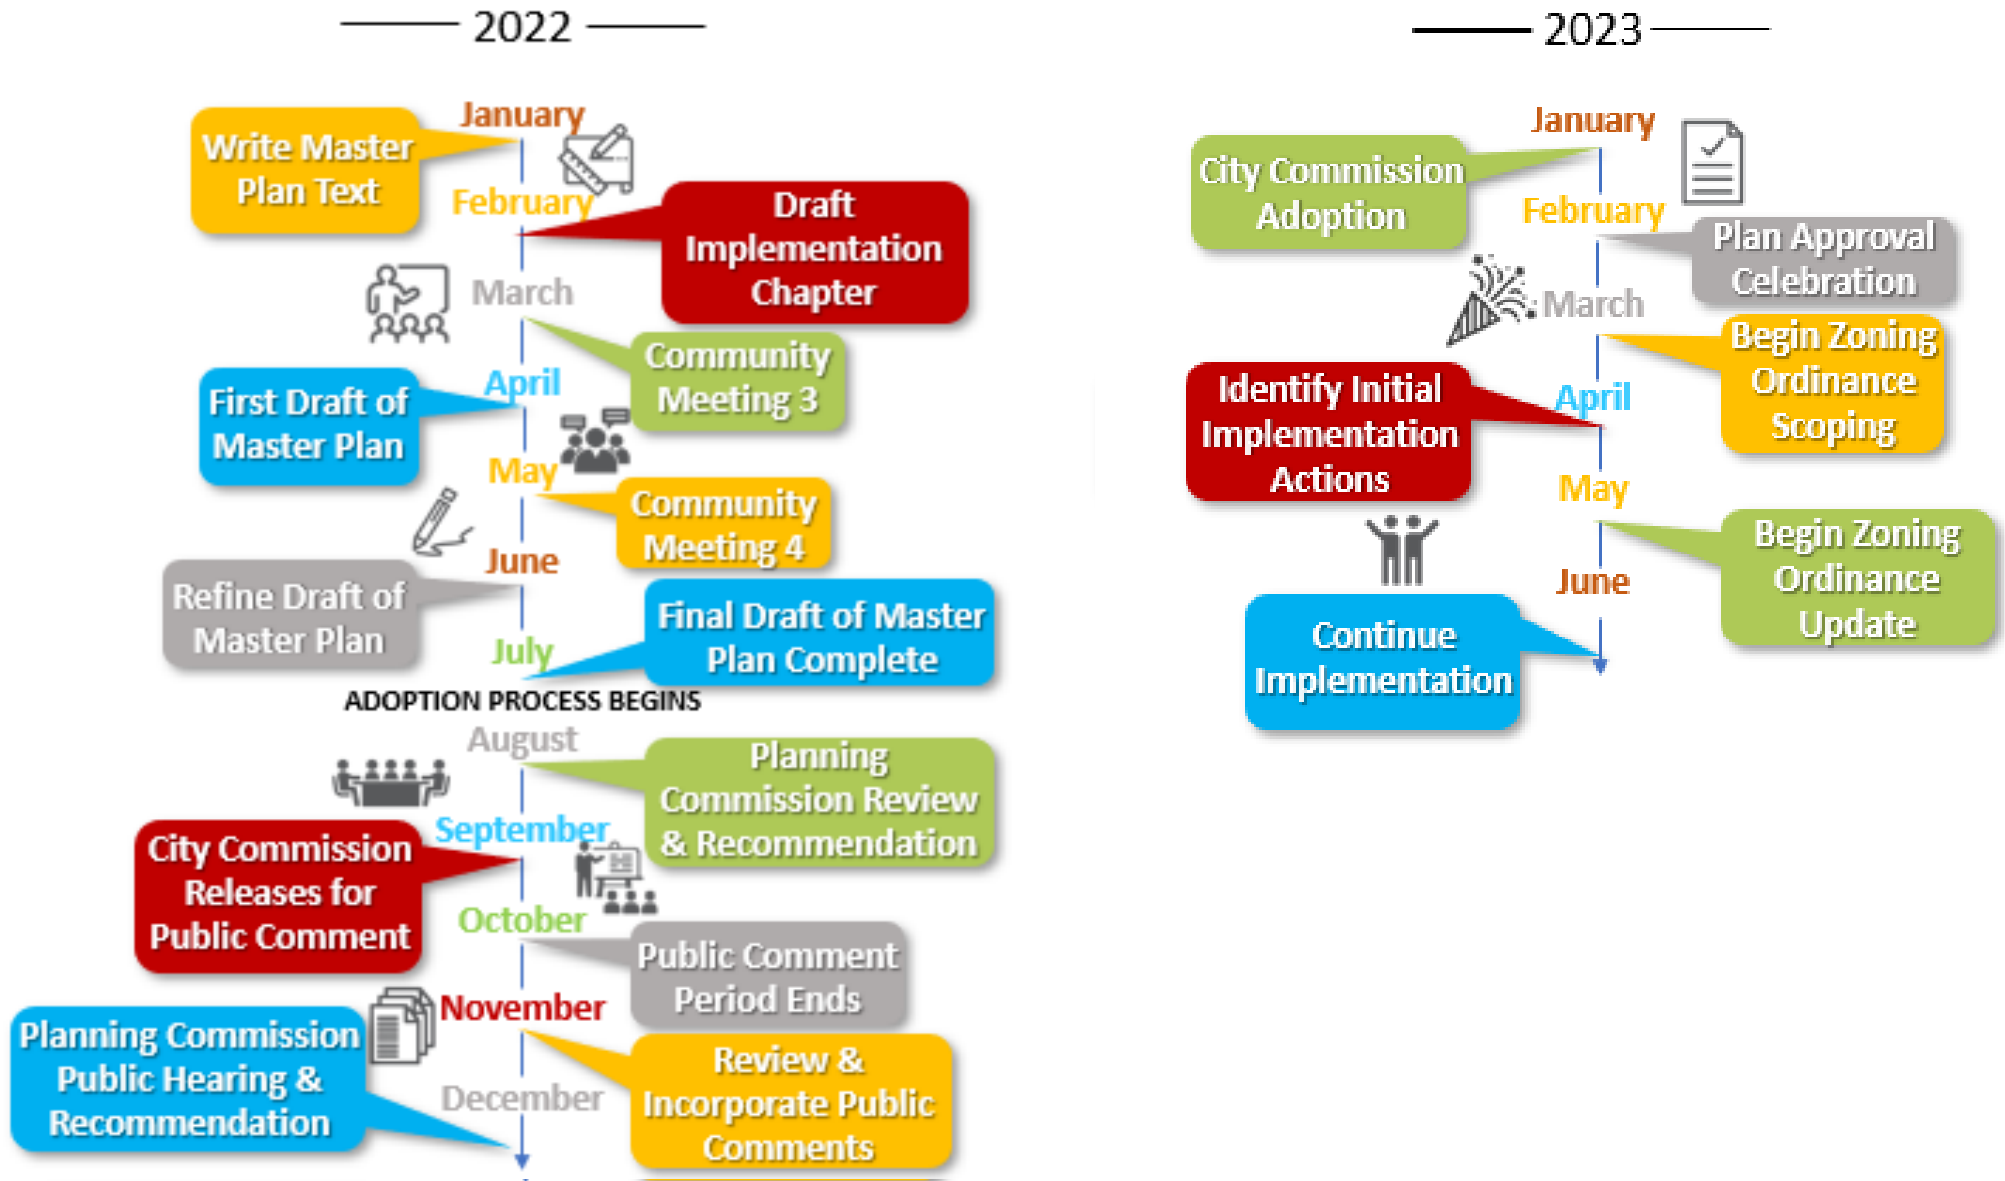 2022
January
Write Master
Plan Text
February
Draft
Implementation
Chapter
March
Community
Meeting 3
April
First Draft of
Master Plan
May
Community
Meeting 4
June
Refine Draft of
Master Plan
July
Final Draft of Master
Plan Complete
ADOPTION PROCESS BEGINS
August
Planning
Commission Review
& Recommendation
September
City Commission
Releases for
Public Comment
October
Public Comment
Period Ends
November
Review &
Incorporate Public
Comments
December
Planning Commission
Public Hearing &
Recommendation
2023
January
City Commission
Adoption
February
Plan Approval
Celebration
March
Begin Zoning
Ordinance
Scoping
April
Identify Initial
Implementation
Actions
May
Begin Zoning
Ordinance
Update
June
Continue
Implementation